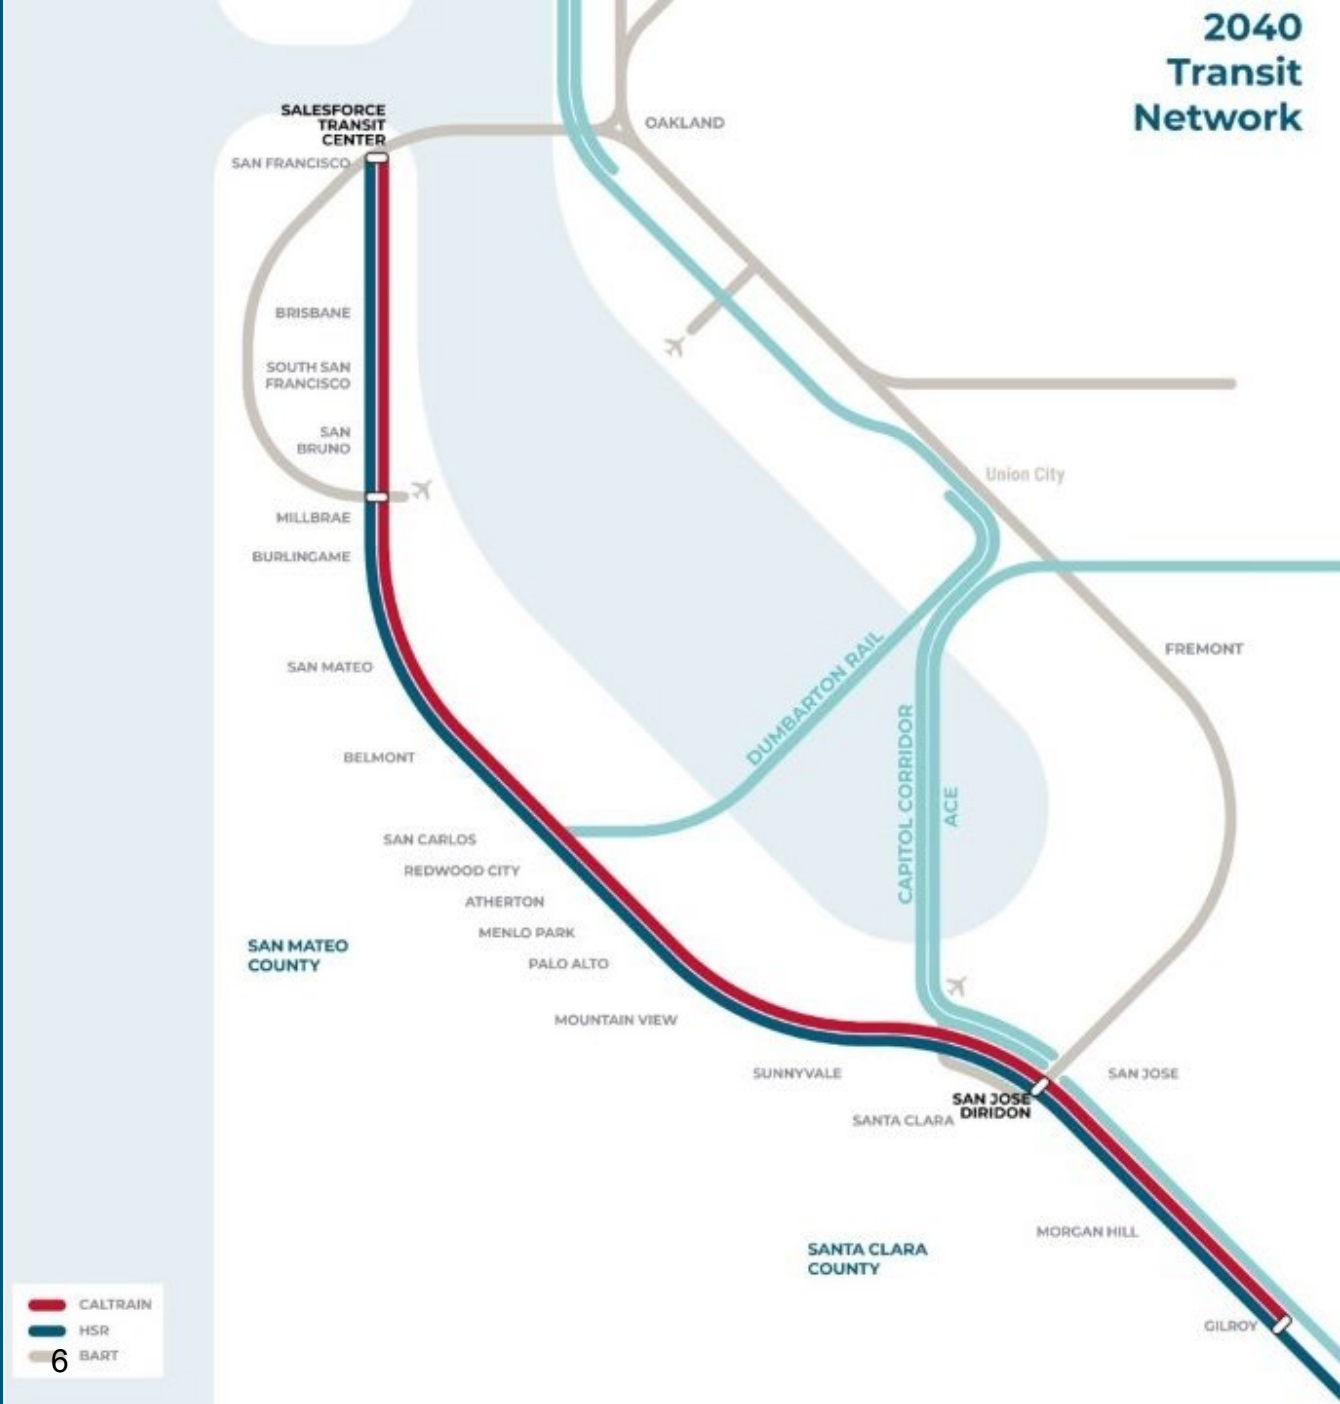 2040
Transit
Network
SALESFORCE
TRANSIT
CENTER
SAN FRANCISCO
OAKLAND
BRISBANE
SOUTH SAN
FRANCISCO
SAN
BRUNO
Union City
MILLBRAE
BURLINGAME
FREMONT
SAN MATEO
DUMBARTON RAIL
BELMONT
CAPITOL CORRIDOR
ACE
SAN CARLOS
REDWOOD CITY
ATHERTON
MENLO PARK
SAN MATEO
COUNTY
PALO ALTO
MOUNTAIN VIEW
SUNNYVALE
SAN JOSE
SAN JOSE
DIRIDON
SANTA CLARA
MORGAN HILL
SANTA CLARA
COUNTY
GILROY
CALTRAIN
HSR
6 BART